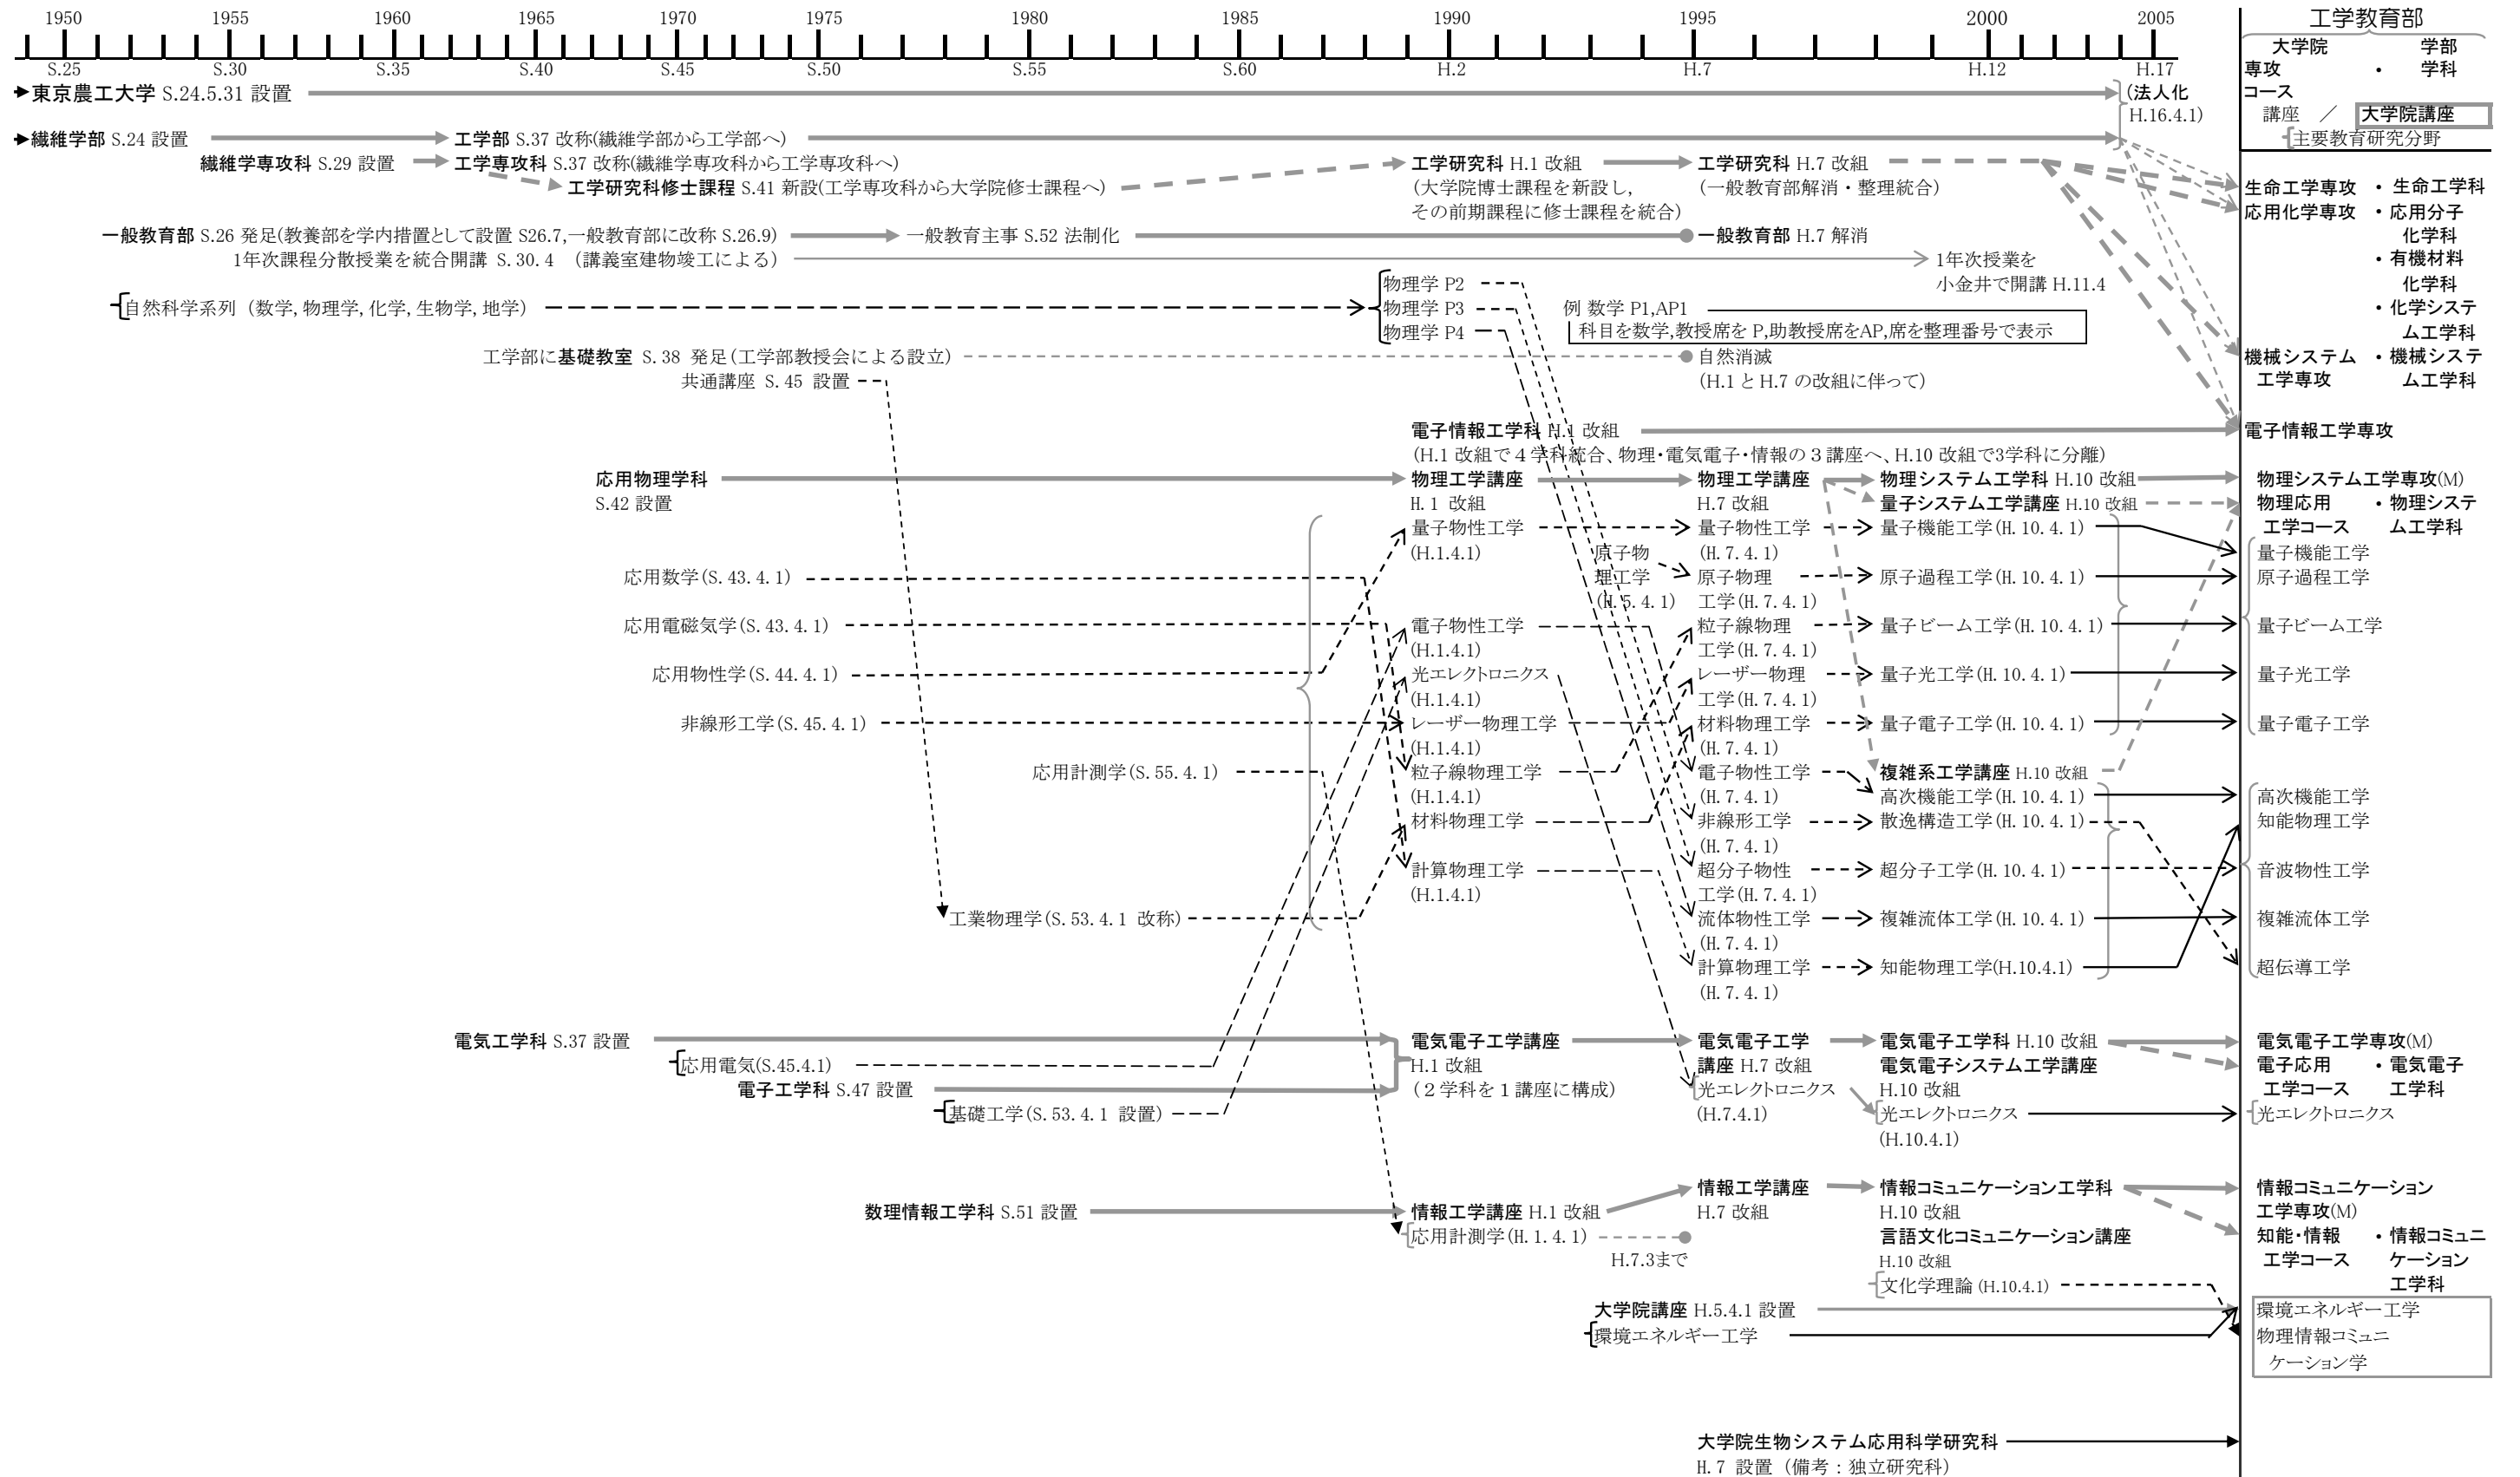 1950 1955 1960 1965 1970 1975 1980 1985 1990 1995 2000 2005
S.25 S.30 S.35 S.40 S.45 S.50 S.55 S.60 H.2 H.7 H.12 H.17
工学教育部
大学院 学部
専攻 ・ 学科
コース
講座 ／ 大学院講座
主要教育研究分野
東京農工大学 S.24.5.31 設置
(法人化
H.16.4.1)
繊維学部 S.24 設置
工学部 S.37 改称(繊維学部から工学部へ)
繊維学専攻科 S.29 設置
工学専攻科 S.37 改称(繊維学専攻科から工学専攻科へ)
工学研究科修士課程 S.41 新設(工学専攻科から大学院修士課程へ)
工学研究科 H.1 改組
(大学院博士課程を新設し,
その前期課程に修士課程を統合)
工学研究科 H.7 改組
(一般教育部解消・整理統合)
一般教育部 S.26 発足(教養部を学内措置として設置 S26.7,一般教育部に改称 S.26.9)
一般教育主事 S.52 法制化
一般教育部 H.7 解消
1年次課程分散授業を統合開講 S.30.4 (講義室建物竣工による)
1年次授業を
小金井で開講 H.11.4
自然科学系列 (数学, 物理学, 化学, 生物学, 地学)
物理学 P2
物理学 P3
物理学 P4
例 数学 P1,AP1
科目を数学,教授席を P,助教授席をAP,席を整理番号で表示
工学部に基礎教室 S.38 発足(工学部教授会による設立)
自然消滅
(H.1 と H.7 の改組に伴って)
共通講座 S.45 設置
生命工学専攻 ・ 生命工学科
応用化学専攻 ・ 応用分子
化学科
・ 有機材料
化学科
・ 化学システ
ム工学科
機械システム ・ 機械システ
工学専攻 ム工学科
電子情報工学科 H.1 改組
(H.1 改組で４学科統合、物理・電気電子・情報の３講座へ、H.10 改組で3学科に分離)
電子情報工学専攻
応用物理学科
S.42 設置
物理工学講座
H.1 改組
物理工学講座
H.7 改組
物理システム工学科 H.10 改組
量子システム工学講座 H.10 改組
物理システム工学専攻(M)
物理応用 ・ 物理システ
工学コース ム工学科
量子物性工学
(H.1.4.1)
量子物性工学
(H.7.4.1)
量子機能工学(H.10.4.1)
量子機能工学
応用数学(S.43.4.1)
原子物
理工学
(H.5.4.1)
原子物理
工学(H.7.4.1)
原子過程工学(H.10.4.1)
原子過程工学
応用電磁気学(S.43.4.1)
電子物性工学
(H.1.4.1)
粒子線物理
工学(H.7.4.1)
量子ビーム工学(H.10.4.1)
量子ビーム工学
応用物性学(S.44.4.1)
光エレクトロニクス
(H.1.4.1)
レーザー物理
工学(H.7.4.1)
量子光工学(H.10.4.1)
量子光工学
非線形工学(S.45.4.1)
レーザー物理工学
(H.1.4.1)
材料物理工学
(H.7.4.1)
量子電子工学(H.10.4.1)
量子電子工学
応用計測学(S.55.4.1)
粒子線物理工学
(H.1.4.1)
電子物性工学
(H.7.4.1)
複雑系工学講座 H.10 改組
高次機能工学(H.10.4.1)
高次機能工学
材料物理工学
非線形工学
(H.7.4.1)
散逸構造工学(H.10.4.1)
知能物理工学
計算物理工学
(H.1.4.1)
超分子物性
工学(H.7.4.1)
超分子工学(H.10.4.1)
音波物性工学
工業物理学(S.53.4.1 改称)
流体物性工学
(H.7.4.1)
複雑流体工学(H.10.4.1)
複雑流体工学
計算物理工学
(H.7.4.1)
知能物理工学(H.10.4.1)
超伝導工学
電気工学科 S.37 設置
応用電気(S.45.4.1)
電子工学科 S.47 設置
基礎工学(S.53.4.1 設置)
電気電子工学講座
H.1 改組
(２学科を１講座に構成)
電気電子工学
講座 H.7 改組
光エレクトロニクス
(H.7.4.1)
電気電子工学科 H.10 改組
電気電子システム工学講座
H.10 改組
光エレクトロニクス
(H.10.4.1)
電気電子工学専攻(M)
電子応用 ・ 電気電子
工学コース 工学科
光エレクトロニクス
数理情報工学科 S.51 設置
情報工学講座 H.1 改組
応用計測学(H.1.4.1)
H.7.3まで
情報工学講座
H.7 改組
情報コミュニケーション工学科
H.10 改組
言語文化コミュニケーション講座
H.10 改組
文化学理論 (H.10.4.1)
情報コミュニケーション
工学専攻(M)
知能・情報 ・ 情報コミュニ
工学コース ケーション
工学科
大学院講座 H.5.4.1 設置
環境エネルギー工学
環境エネルギー工学
物理情報コミュニ
ケーション学
大学院生物システム応用科学研究科
H.7 設置 (備考：独立研究科)